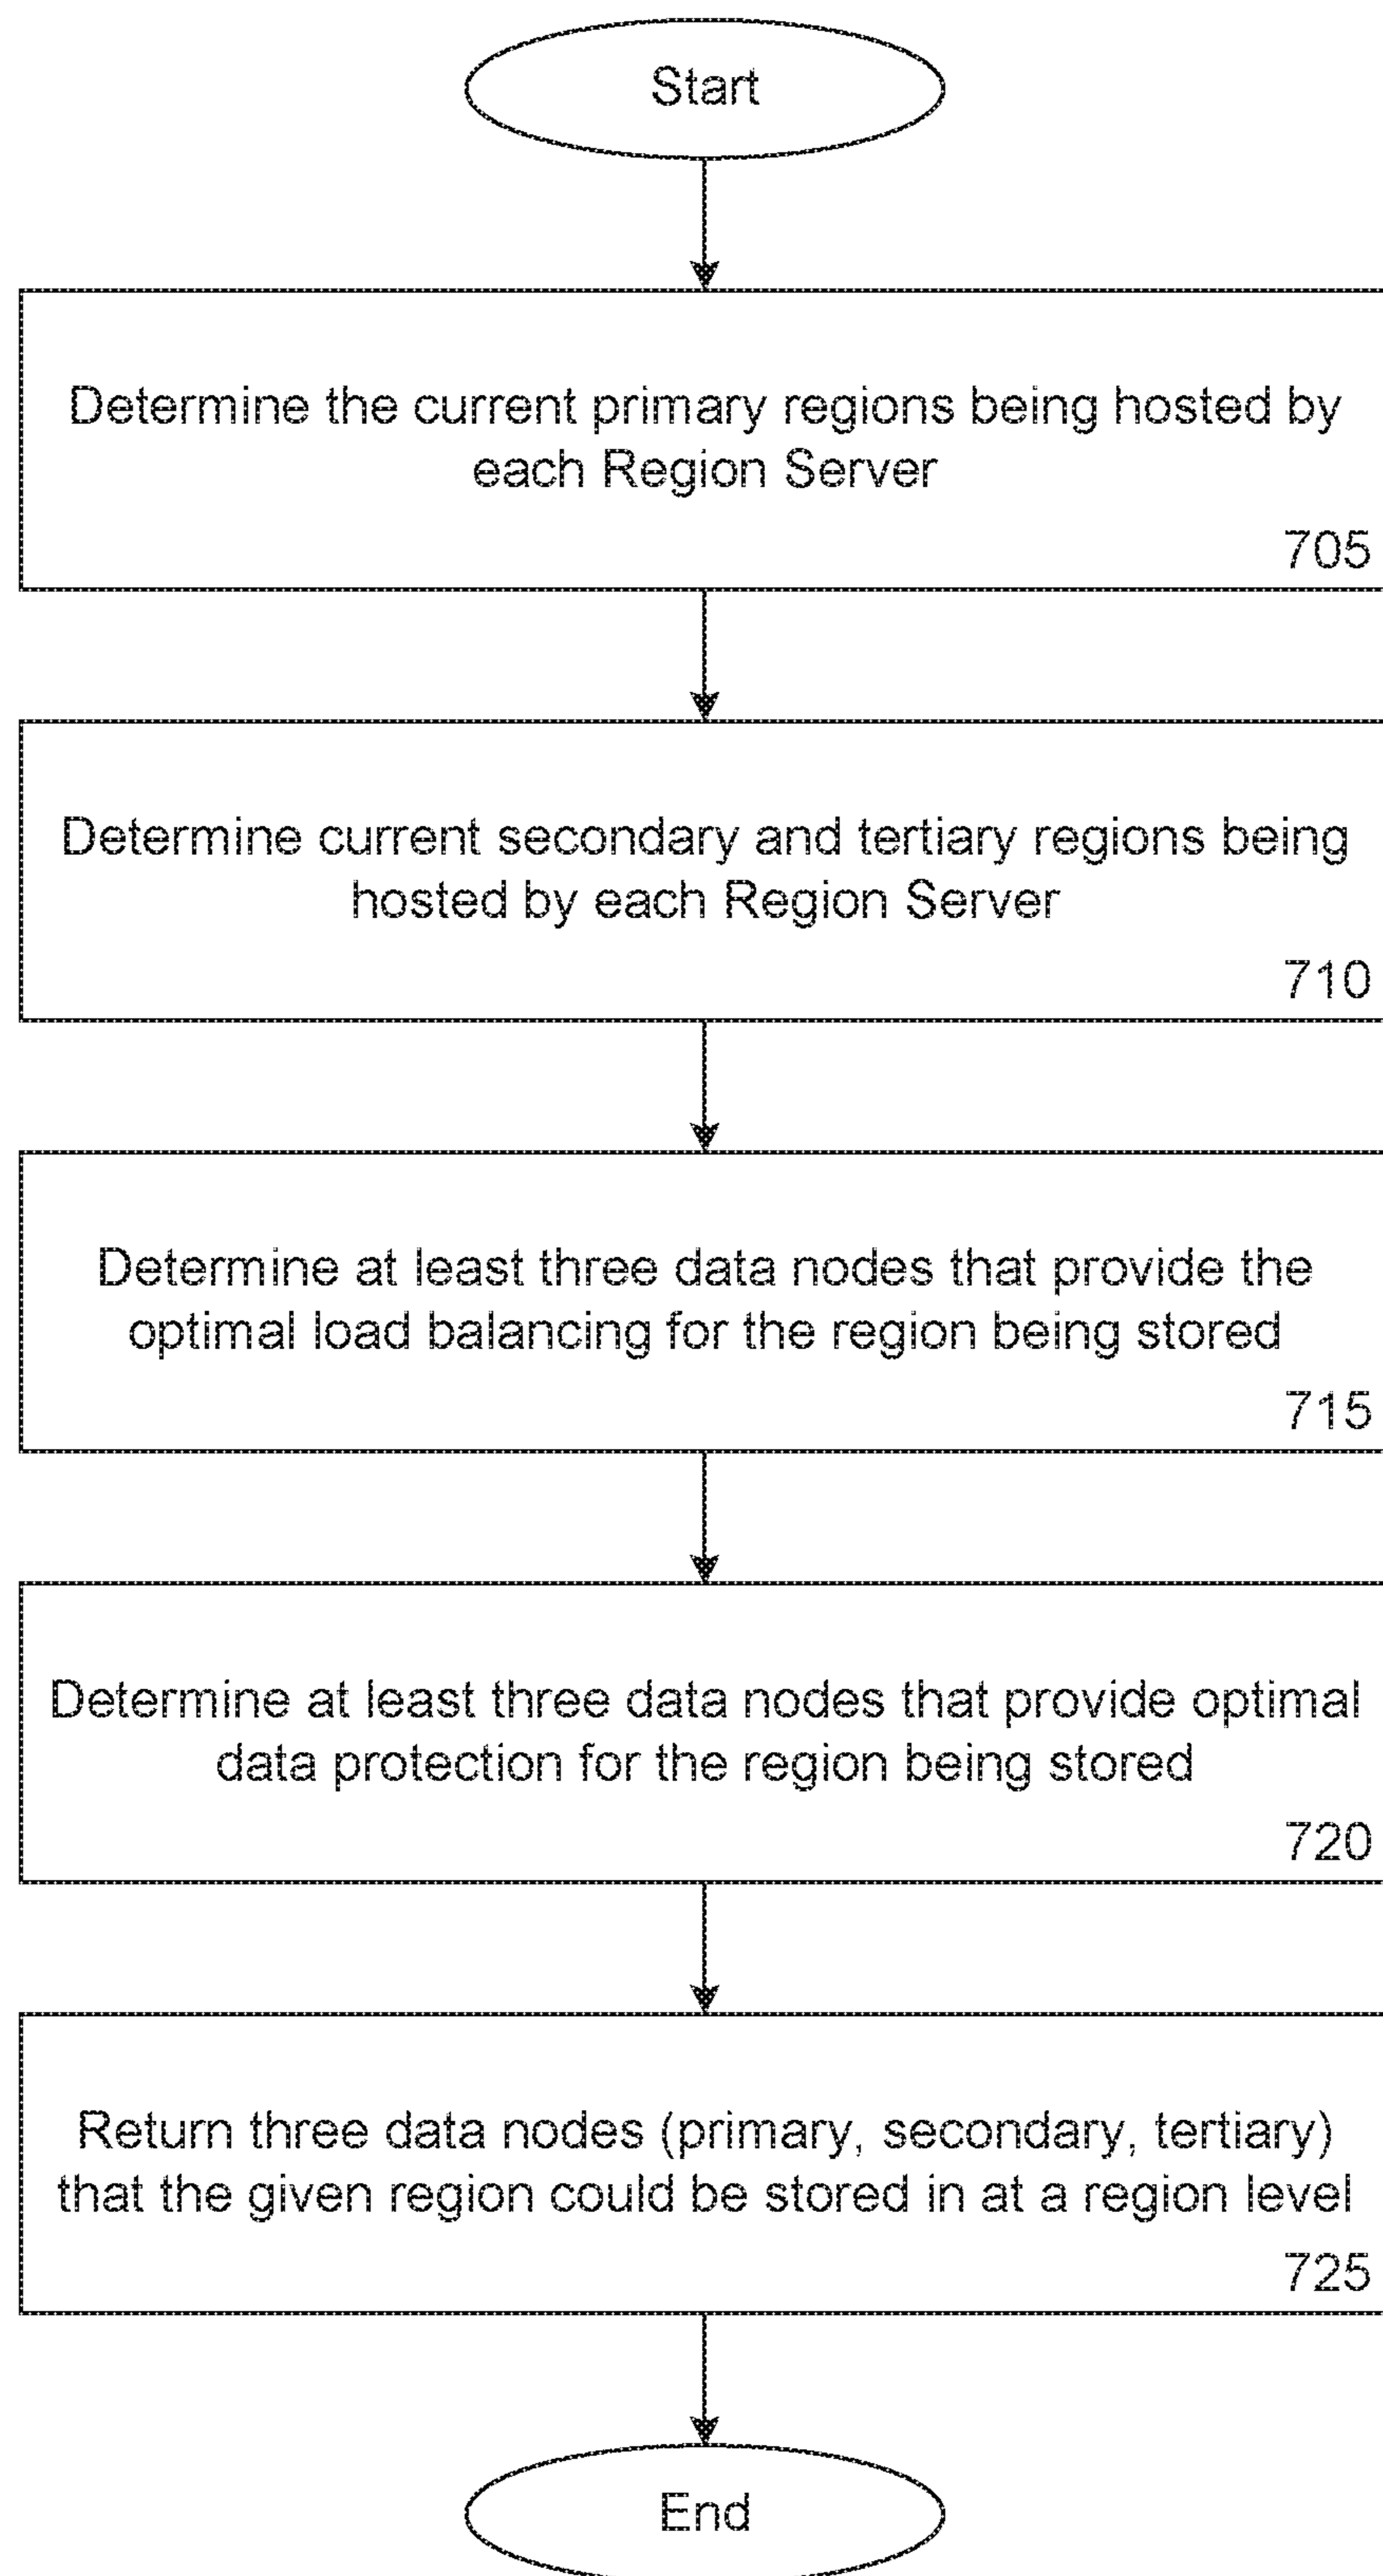 Start
Determine the current primary regions being hosted by
each Region Server
705
Determine current secondary and tertiary regions being
hosted by each Region Server
710
Determine at least three data nodes that provide the
optimal load balancing for the region being stored
715
Determine at least three data nodes that provide optimal
data protection for the region being stored
720
Return three data nodes (primary, secondary, tertiary)
that the given region could be stored in at a region level
725
End